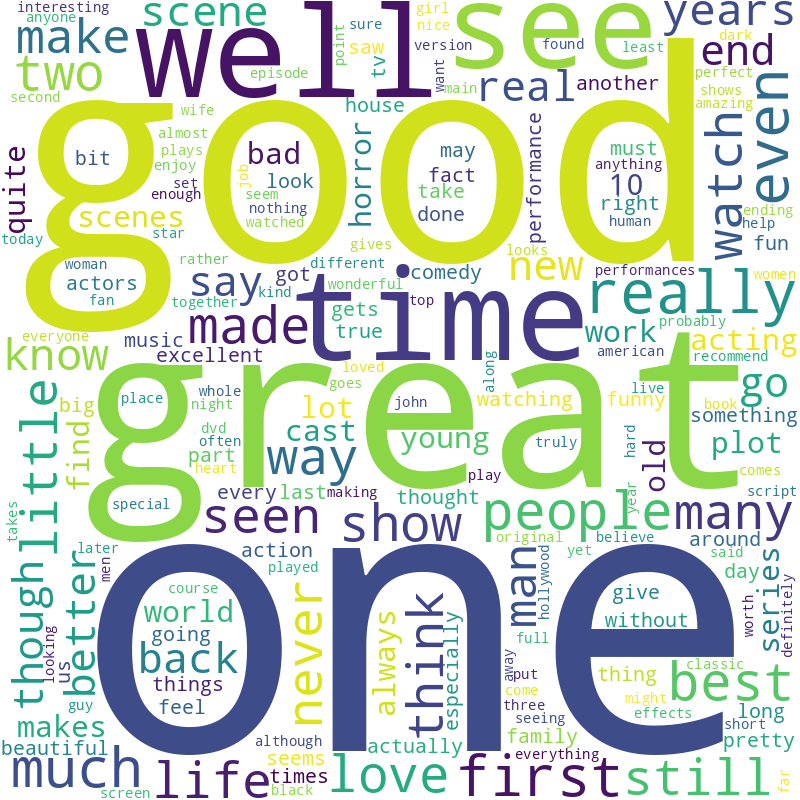 interesting
anyone
scene
well
see
girl
nice
years
make
sure
saw
version
point
tv
found
least
dark
end
two
episode
want
main
real
another
perfect
shows
amazing
second
wife
house
even
good
almost
plays
enjoy
horror
bit
bad
may
must
anything
watch
quite
set
enough
job
look
fact
take
performance
10
right
seem
nothing
done
human
ending
help
scenes
watched
today
star
gives
looks
fun
woman
rather
different
new
actors
say
got
comedy
performances
women
fan
together
kind
wonderful
time
top
really
gets
true
made
everyone
music
work
probably
know
excellent
american
acting
recommend
great
loved
along
goes
live
go
little
place
whole
big
night
lot
john
watching
funny
book
something
find
dvd
often
cast
young
truly
hard
old
plot
part
way
heart
play
comes
special
every
last
making
thought
year
script
takes
seen
show
people
many
later
action
original
believe
around
though
better
men
played
yet
said
one
man
hollywood
day
series
course
give
world
never
always
think
especially
without
worth
definitely
going
back
full
looking
us
things
away
thing
classic
best
guy
feel
put
come
might
makes
three
effects
long
although
actually
seeing
family
short
pretty
beautiful
seems
everything
much
life
times
love
first
still
far
screen
black